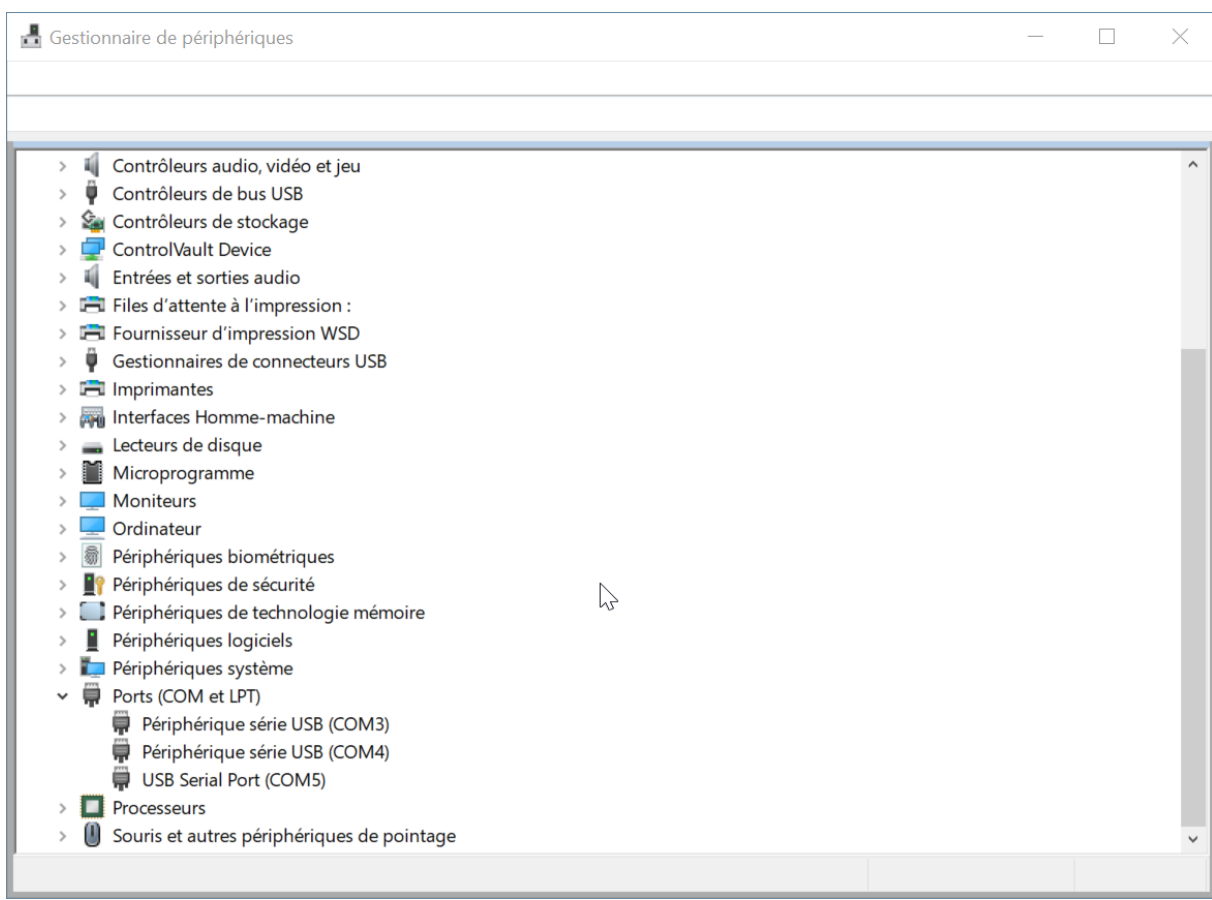 Gestionnaire de périphériques
Contrôleurs audio, vidéo et jeu
Contrôleurs de bus USB
Contrôleurs de stockage
ControlVault Device
Entrées et sorties audio
Files d’attente à l’impression :
Fournisseur d’impression WSD
Gestionnaires de connecteurs USB
Imprimantes
Interfaces Homme-machine
Lecteurs de disque
Microprogramme
Moniteurs
Ordinateur
Périphériques biométriques
Périphériques de sécurité
Périphériques de technologie mémoire
Périphériques logiciels
Périphériques système
Ports (COM et LPT)
Périphérique série USB (COM3)
Périphérique série USB (COM4)
USB Serial Port (COM5)
Processeurs
Souris et autres périphériques de pointage